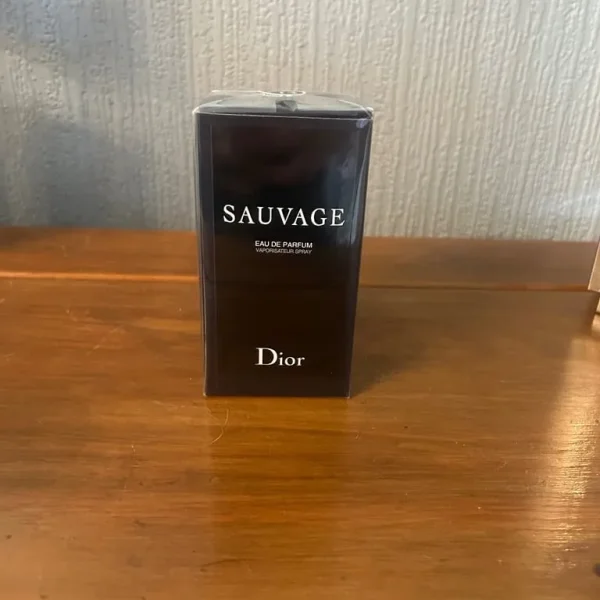 SAUVAGE
EAU DE PARFUM
VAPORISATEUR SPRAY
Dior